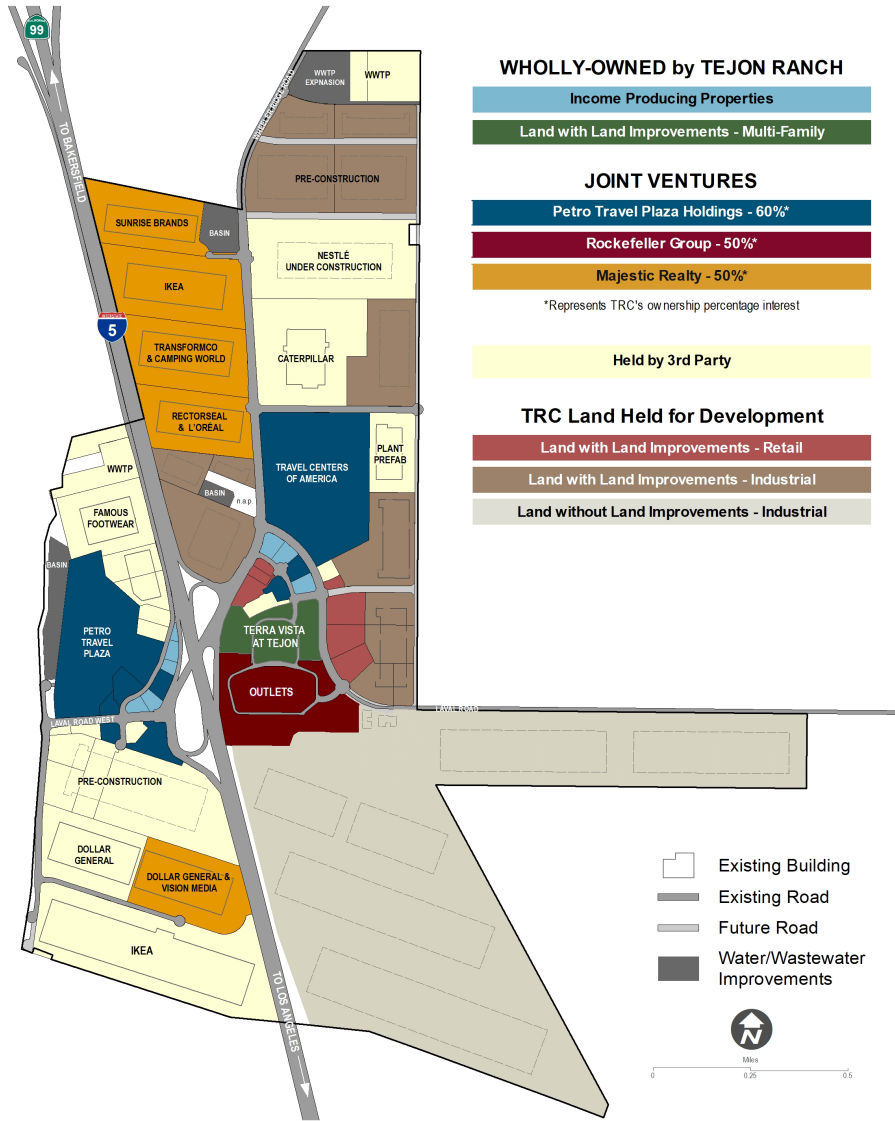 CALIFORNIA
99
TO BAKERSFIELD
WWTP
EXPNASION
WWTP
WHEELER RIDGE ROAD
PRE-CONSTRUCTION
SUNRISE BRANDS
BASIN
NESTLÉ
UNDER CONSTRUCTION
IKEA
5
TRANSFORMCO
& CAMPING WORLD
CATERPILLAR
RECTORSEAL
& L'ORÉAL
WWTP
TRAVEL CENTERS
OF AMERICA
PLANT
PREFAB
BASIN
n.a.p.
FAMOUS
FOOTWEAR
BASIN
PETRO
TRAVEL
PLAZA
TERRA VISTA
AT TEJON
OUTLETS
LAVAL ROAD
LAVAL ROAD WEST
PRE-CONSTRUCTION
DOLLAR
GENERAL
DOLLAR GENERAL &
VISION MEDIA
IKEA
TO LOS ANGELES
WHOLLY-OWNED by TEJON RANCH
Income Producing Properties
Land with Land Improvements - Multi-Family
JOINT VENTURES
Petro Travel Plaza Holdings - 60%*
Rockefeller Group - 50%*
Majestic Realty - 50%*
*Represents TRC's ownership percentage interest
Held by 3rd Party
TRC Land Held for Development
Land with Land Improvements - Retail
Land with Land Improvements - Industrial
Land without Land Improvements - Industrial
Existing Building
Existing Road
Future Road
Water/Wastewater
Improvements
N
Miles
0 0.25 0.5